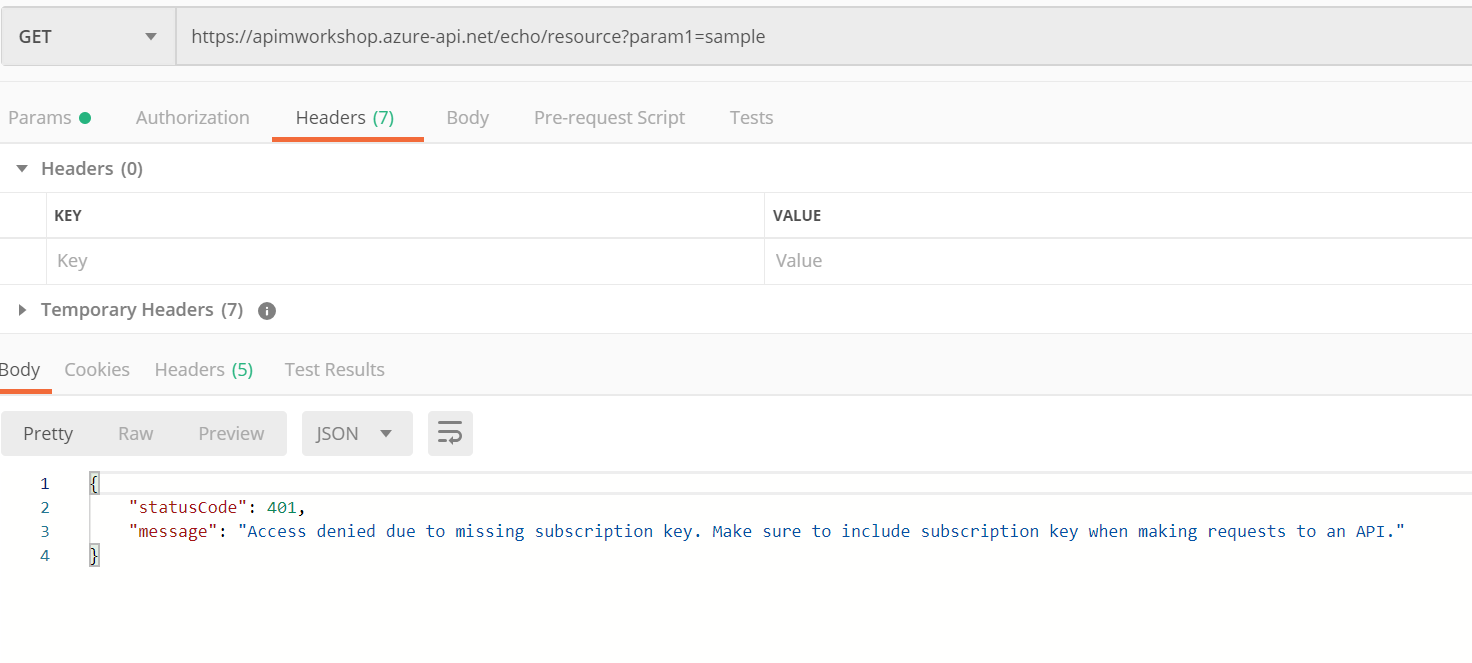 GET https://apimworkshop.azure-api.net/echo/resource?param1=sample
Params Authorization Headers (7) Body Pre-request Script Tests
Headers (0)
KEY VALUE
Key Value
Temporary Headers (7) i
Body Cookies Headers (5) Test Results
Pretty Raw Preview JSON
1 {
2 "statusCode": 401,
3 "message": "Access denied due to missing subscription key. Make sure to include subscription key when making requests to an API."
4 }